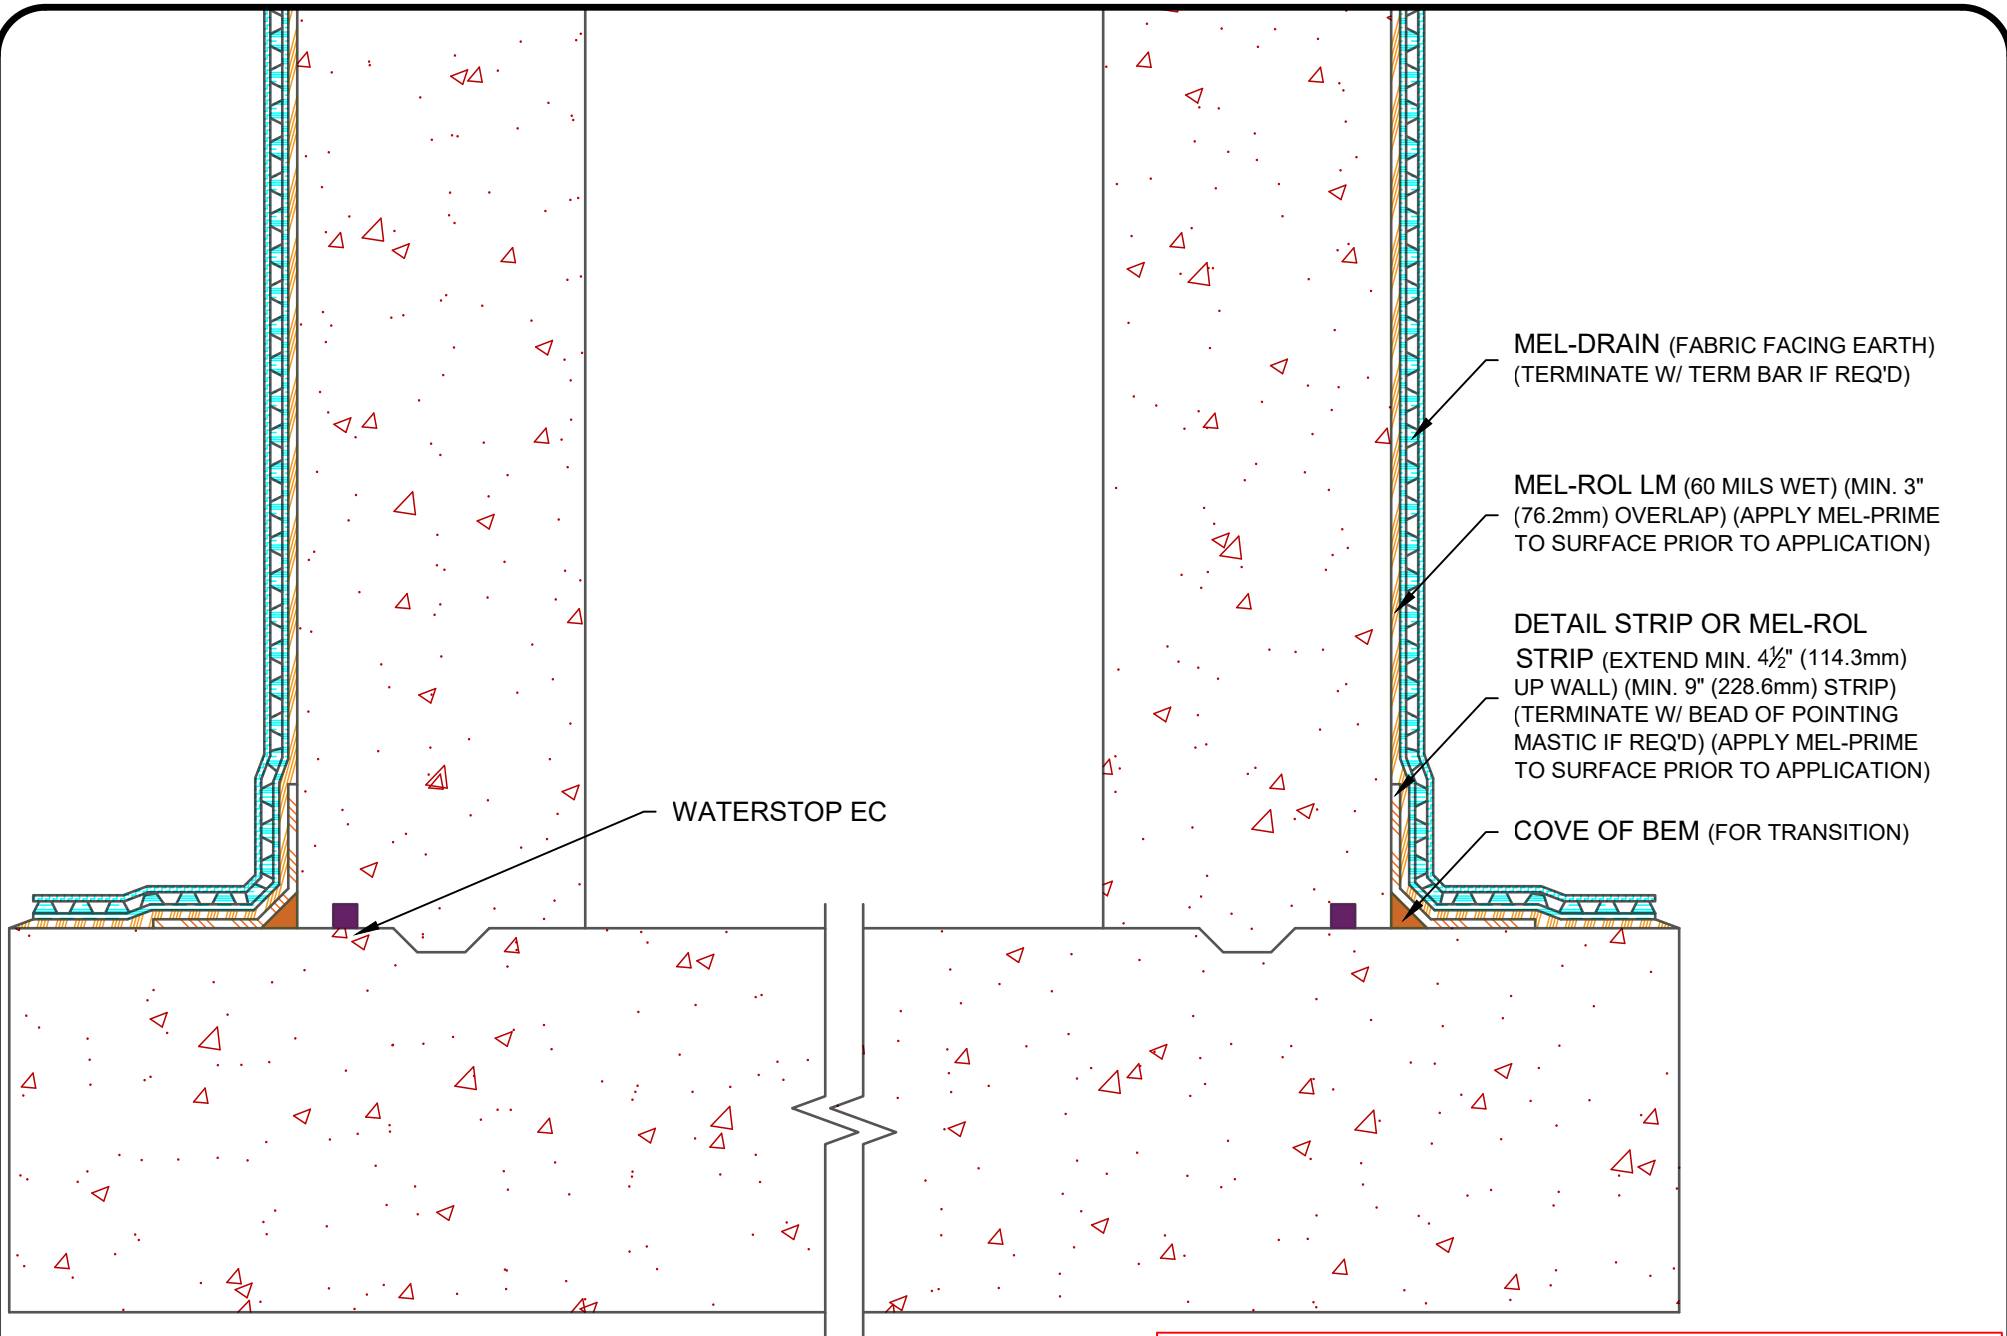 MEL-DRAIN (FABRIC FACING EARTH)
(TERMINATE W/ TERM BAR IF REQ'D)
MEL-ROL LM (60 MILS WET) (MIN. 3"
(76.2mm) OVERLAP) (APPLY MEL-PRIME
TO SURFACE PRIOR TO APPLICATION)
DETAIL STRIP OR MEL-ROL
STRIP (EXTEND MIN. 4½" (114.3mm)
UP WALL) (MIN. 9" (228.6mm) STRIP)
(TERMINATE W/ BEAD OF POINTING
MASTIC IF REQ'D) (APPLY MEL-PRIME
TO SURFACE PRIOR TO APPLICATION)
WATERSTOP EC
COVE OF BEM (FOR TRANSITION)